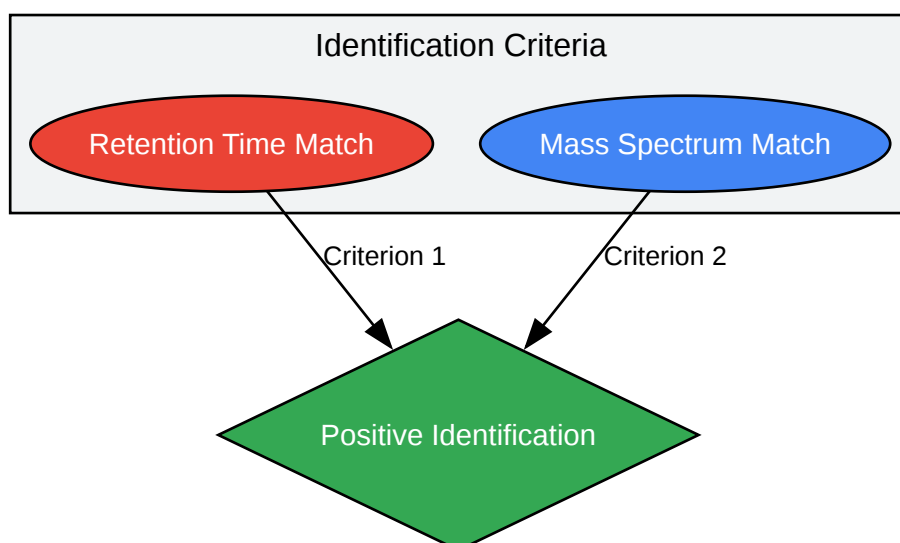 Identification Criteria
Retention Time Match
Mass Spectrum Match
Criterion 1
Criterion 2
Positive Identification